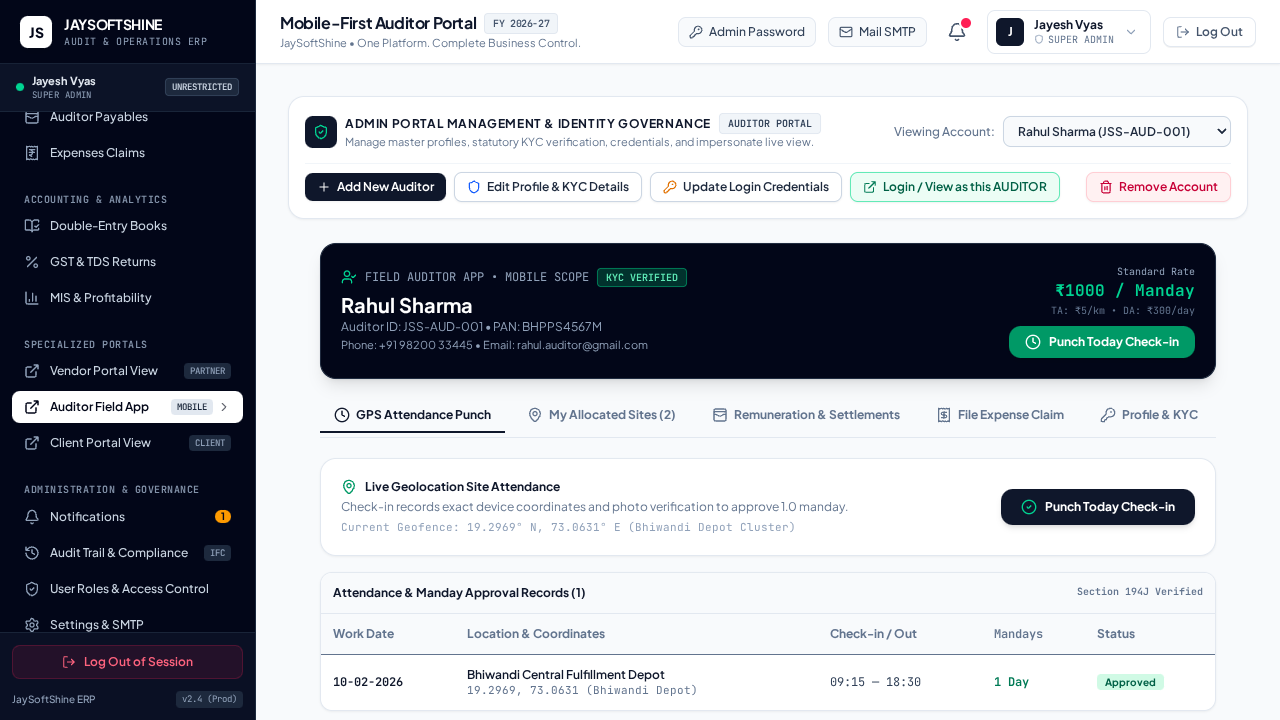 JS
JAYSOFTSHINE
AUDIT & OPERATIONS ERP
Jayesh Vyas
SUPER ADMIN
UNRESTRICTED
Auditor Payables
Expenses Claims
ACCOUNTING & ANALYTICS
Double-Entry Books
GST & TDS Returns
MIS & Profitability
SPECIALIZED PORTALS
Vendor Portal View PARTNER
Auditor Field App MOBILE
Client Portal View CLIENT
ADMINISTRATION & GOVERNANCE
Notifications 1
Audit Trail & Compliance IFC
User Roles & Access Control
Settings & SMTP
Log Out of Session
JaySoftShine ERP v2.4 (Prod)
Mobile-First Auditor Portal FY 2026-27
JaySoftShine • One Platform. Complete Business Control.
Admin Password
Mail SMTP
J
Jayesh Vyas
SUPER ADMIN
Log Out
ADMIN PORTAL MANAGEMENT & IDENTITY GOVERNANCE AUDITOR PORTAL
Manage master profiles, statutory KYC verification, credentials, and impersonate live view.
Viewing Account: Rahul Sharma (JSS-AUD-001)
Add New Auditor
Edit Profile & KYC Details
Update Login Credentials
Login / View as this AUDITOR
Remove Account
FIELD AUDITOR APP • MOBILE SCOPE KYC VERIFIED
Rahul Sharma
Auditor ID: JSS-AUD-001 • PAN: BHPPS4567M
Phone: +91 98200 33445 • Email: rahul.auditor@gmail.com
Standard Rate
₹1000 / Manday
TA: ₹5/km • DA: ₹300/day
Punch Today Check-in
GPS Attendance Punch
My Allocated Sites (2)
Remuneration & Settlements
File Expense Claim
Profile & KYC
Live Geolocation Site Attendance
Check-in records exact device coordinates and photo verification to approve 1.0 manday.
Current Geofence: 19.2969° N, 73.0631° E (Bhiwandi Depot Cluster)
Punch Today Check-in
Attendance & Manday Approval Records (1)
Section 194J Verified
Work Date Location & Coordinates Check-in / Out Mandays Status
10-02-2026 Bhiwandi Central Fulfillment Depot 09:15 — 18:30 1 Day Approved
19.2969, 73.0631 (Bhiwandi Depot)